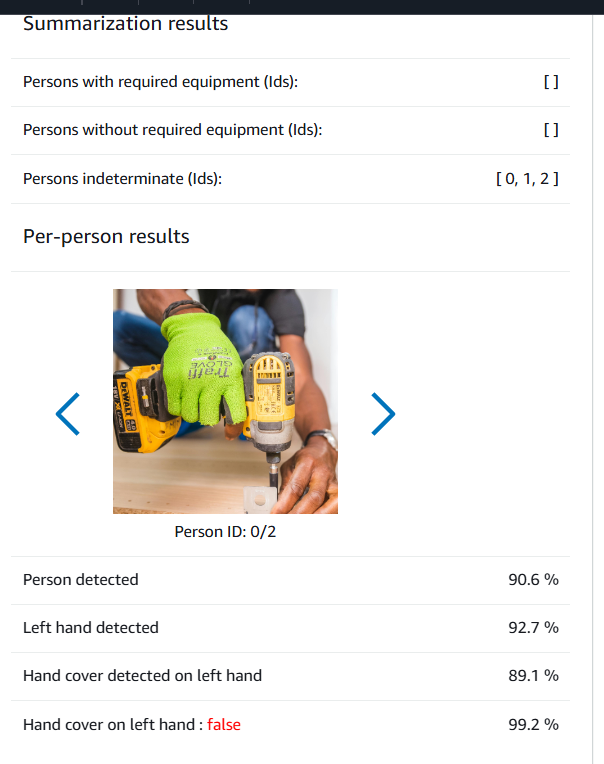 Summarization results
Persons with required equipment (Ids): [ ]
Persons without required equipment (Ids): [ ]
Persons indeterminate (Ids): [ 0, 1, 2 ]
Per-person results
Traffi
GLOVE
DEWALT
Person ID: 0/2
Person detected 90.6 %
Left hand detected 92.7 %
Hand cover detected on left hand 89.1 %
Hand cover on left hand : false 99.2 %